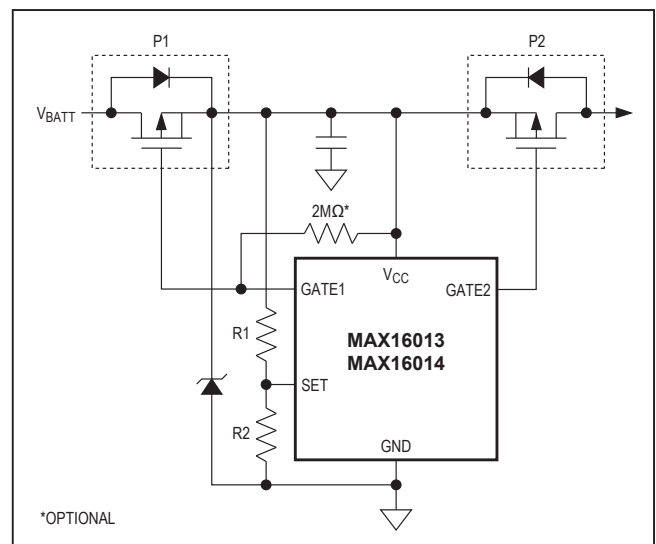 P1
P2
VBATT
2MΩ*
VCC
GATE1
GATE2
R1
MAX16013
MAX16014
SET
R2
GND
*OPTIONAL